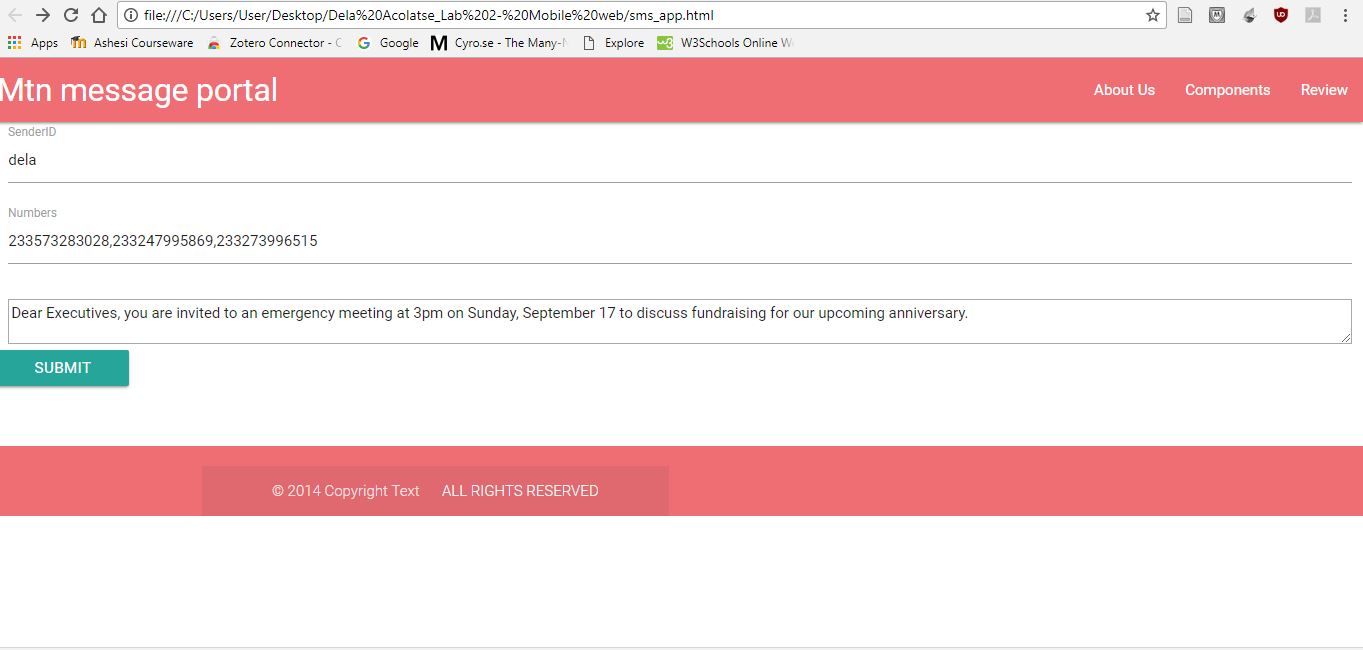 file:///C:/Users/User/Desktop/Dela%20Acolatse_Lab%202-%20Mobile%20web/sms_app.html
Apps Ashesi Courseware Zotero Connector - Google M Cyro.se - The Many- Explore W3Schools Online
Mtn message portal About Us Components Review
SenderID
dela
Numbers
233573283028,233247995869,233273996515
Dear Executives, you are invited to an emergency meeting at 3pm on Sunday, September 17 to discuss fundraising for our upcoming anniversary.
SUBMIT
© 2014 Copyright Text ALL RIGHTS RESERVED